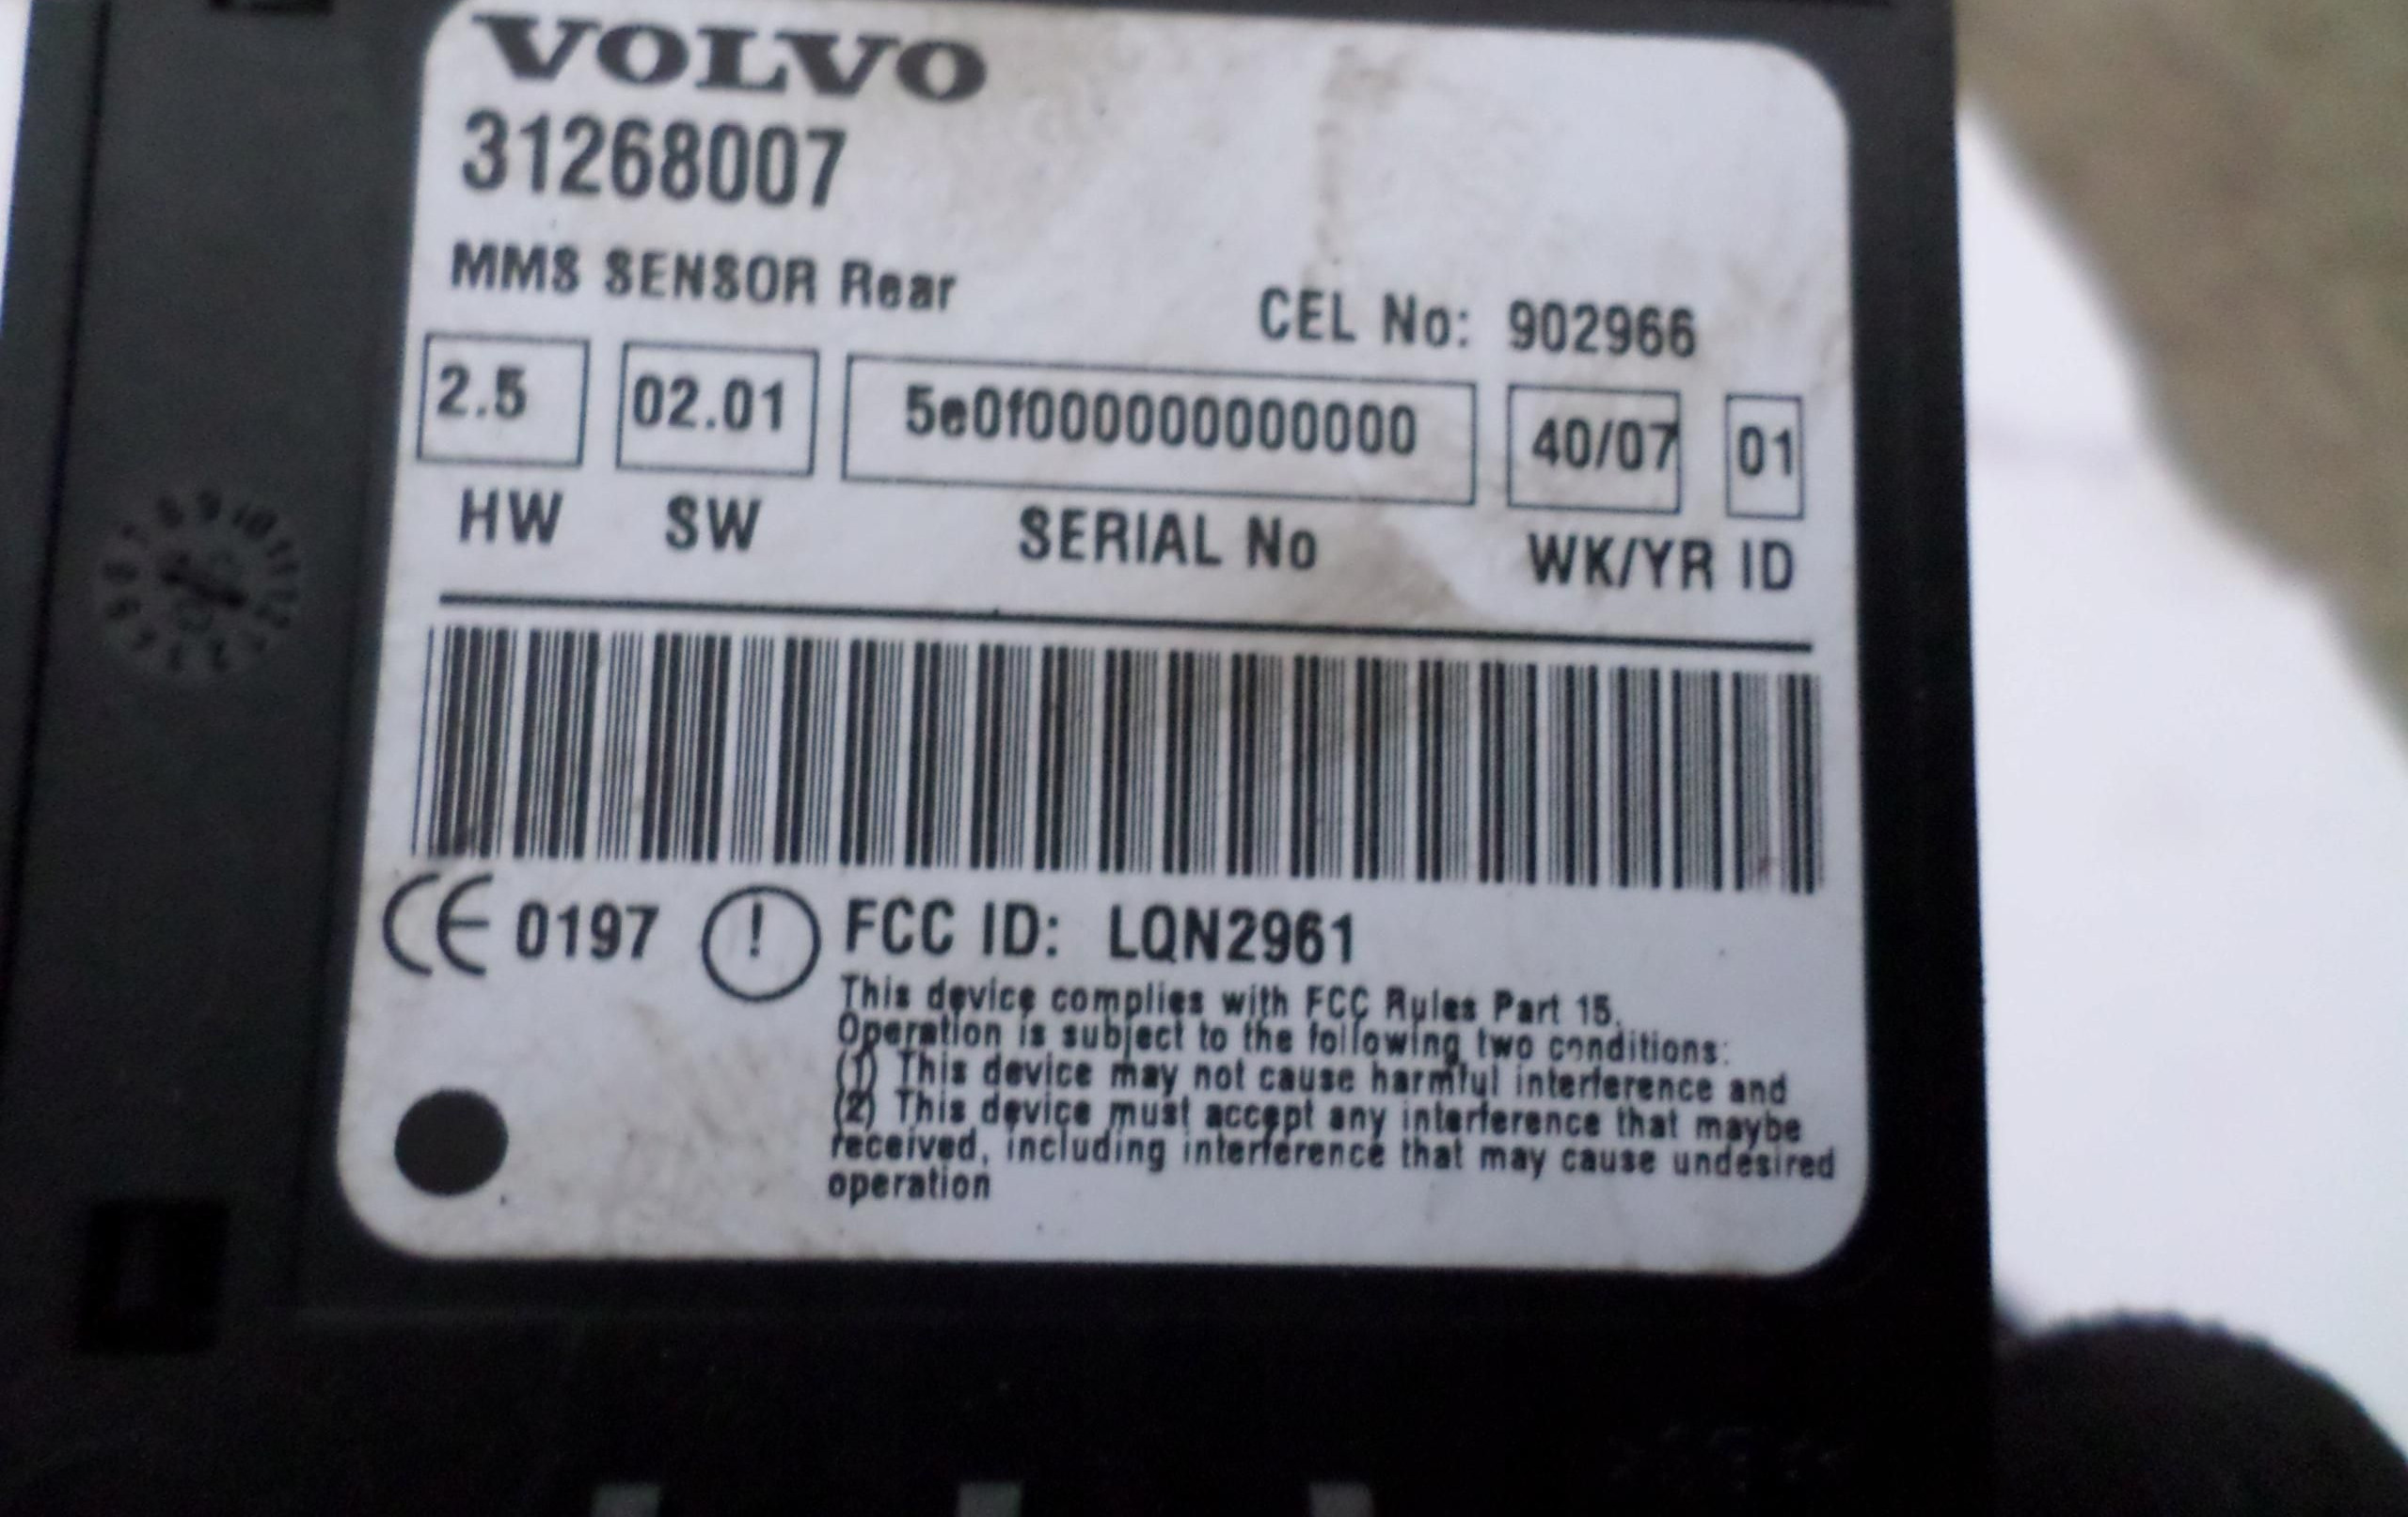 VOLVO
31268007
MMS SENSOR Rear
CEL No: 902966
2.5 02.01 5e0f000000000000 40/07 01
HW SW SERIAL No WK/YR ID
CE 0197 ! FCC ID: LQN2961
This device complies with FCC Rules Part 15.
Operation is subject to the following two conditions:
(1) This device may not cause harmful interference and
(2) This device must accept any interference that maybe
received, including interference that may cause undesired
operation